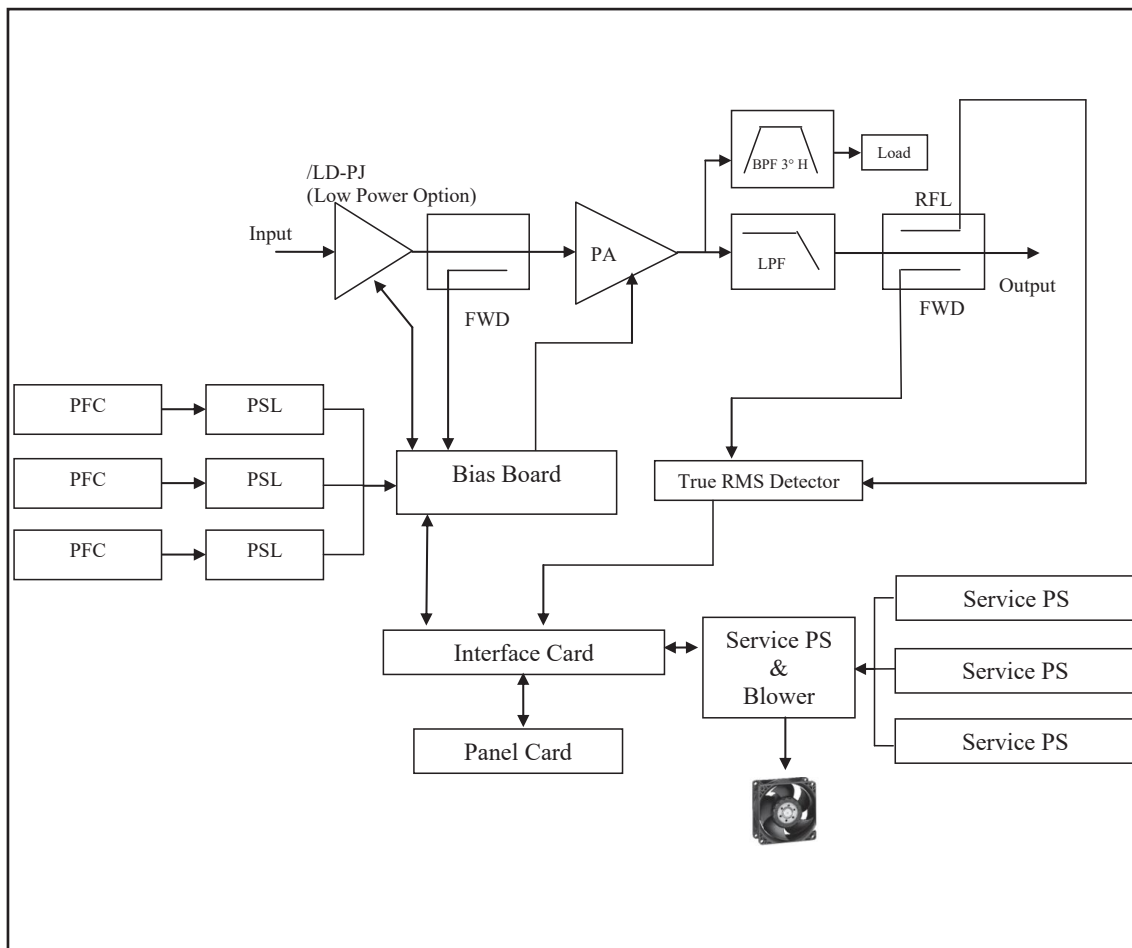 /LD-PJ
(Low Power Option)
Input
PA
BPF 3° H
Load
LPF
RFL
FWD
Output
FWD
PFC
PSL
PFC
PSL
PFC
PSL
Bias Board
True RMS Detector
Interface Card
Panel Card
Service PS
&
Blower
Service PS
Service PS
Service PS